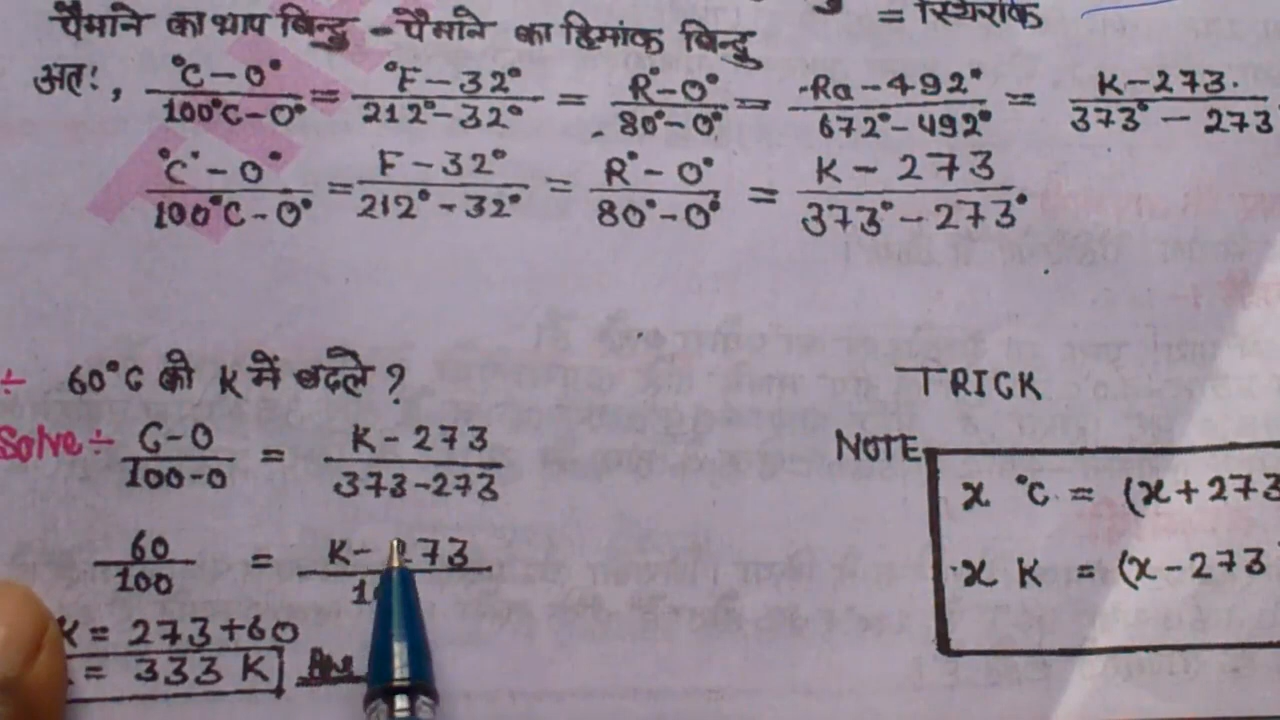 = स्थिरांक
पैमाने का भाप बिन्दु - पैमाने का हिमांक बिन्दु
अतः, °C-0°/100°C-0° = °F-32°/212°-32° = R°-0°/80°-0° = Ra-492°/672°-492° = K-273/373°-273
°C°-0°/100°C-0° = F-32°/212°-32° = R°-0°/80°-0° = K-273/373°-273°
÷ 60°C को K में बदले ?
Solve ÷ C-0/100-0 = K-273/373-273
60/100 = K-273/
K = 273+60
= 333 K Ans
TRICK
NOTE
x °C = (x+273
x K = (x-273